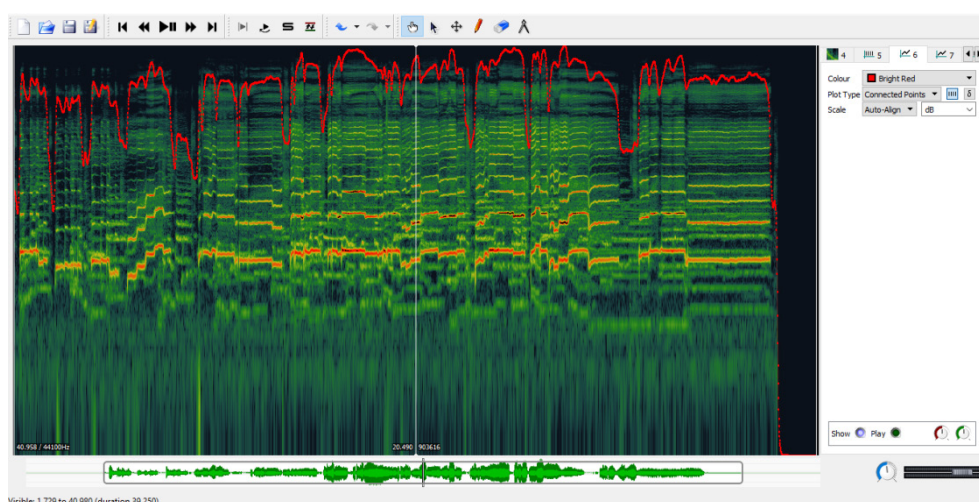 4 5 6 7
Colour Bright Red
Plot Type Connected Points δ
Scale Auto-Align dB
40.958 / 44100Hz 20.490 903616
Show Play
Visible: 1.729 to 40.980 (duration 39.250)